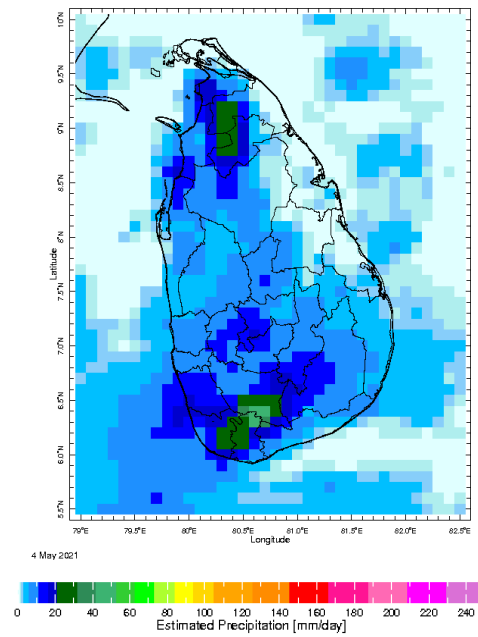 10°N
9.5°N
9°N
8.5°N
8°N
7.5°N
7.0°N
6.5°N
6.0°N
5.5°N
Latitude
79°E 79.5°E 80°E 80.5°E 81.0°E 81.5°E 82.0°E 82.5°E
Longitude
4 May 2021
0 20 40 60 80 100 120 140 160 180 200 220 240
Estimated Precipitation [mm/day]